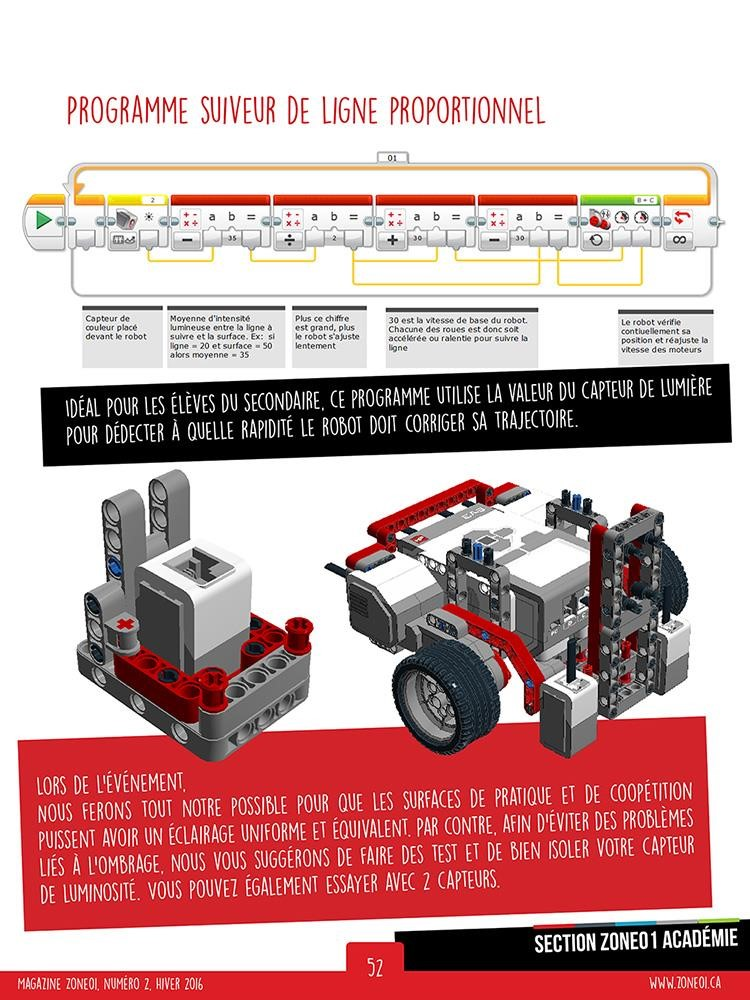 PROGRAMME SUIVEUR DE LIGNE PROPORTIONNEL
01
2
B + C
a b =
a b =
a b =
a b =
35
2
30
30
Capteur de
couleur placé
devant le robot
Moyenne d'intensité
lumineuse entre la ligne à
suivre et la surface. Ex: si
ligne = 20 et surface = 50
alors moyenne = 35
Plus ce chiffre
est grand, plus
le robot s'ajuste
lentement
30 est la vitesse de base du robot.
Chacune des roues est donc soit
accélérée ou ralentie pour suivre la
ligne
Le robot vérifie
contiuellement sa
position et réajuste la
vitesse des moteurs
IDÉAL POUR LES ÉLÈVES DU SECONDAIRE, CE PROGRAMME UTILISE LA VALEUR DU CAPTEUR DE LUMIÈRE
POUR DÉDECTER À QUELLE RAPIDITÉ LE ROBOT DOIT CORRIGER SA TRAJECTOIRE.
EV3
LORS DE L'ÉVÉNEMENT,
NOUS FERONS TOUT NOTRE POSSIBLE POUR QUE LES SURFACES DE PRATIQUE ET DE COOPÉTITION
PUISSENT AVOIR UN ÉCLAIRAGE UNIFORME ET ÉQUIVALENT. PAR CONTRE, AFIN D'ÉVITER DES PROBLÈMES
LIÉS À L'OMBRAGE, NOUS VOUS SUGGÉRONS DE FAIRE DES TEST ET DE BIEN ISOLER VOTRE CAPTEUR
DE LUMINOSITÉ. VOUS POUVEZ ÉGALEMENT ESSAYER AVEC 2 CAPTEURS.
SECTION ZONE01 ACADÉMIE
52
MAGAZINE ZONE01, NUMÉRO 2, HIVER 2016
WWW.ZONE01.CA